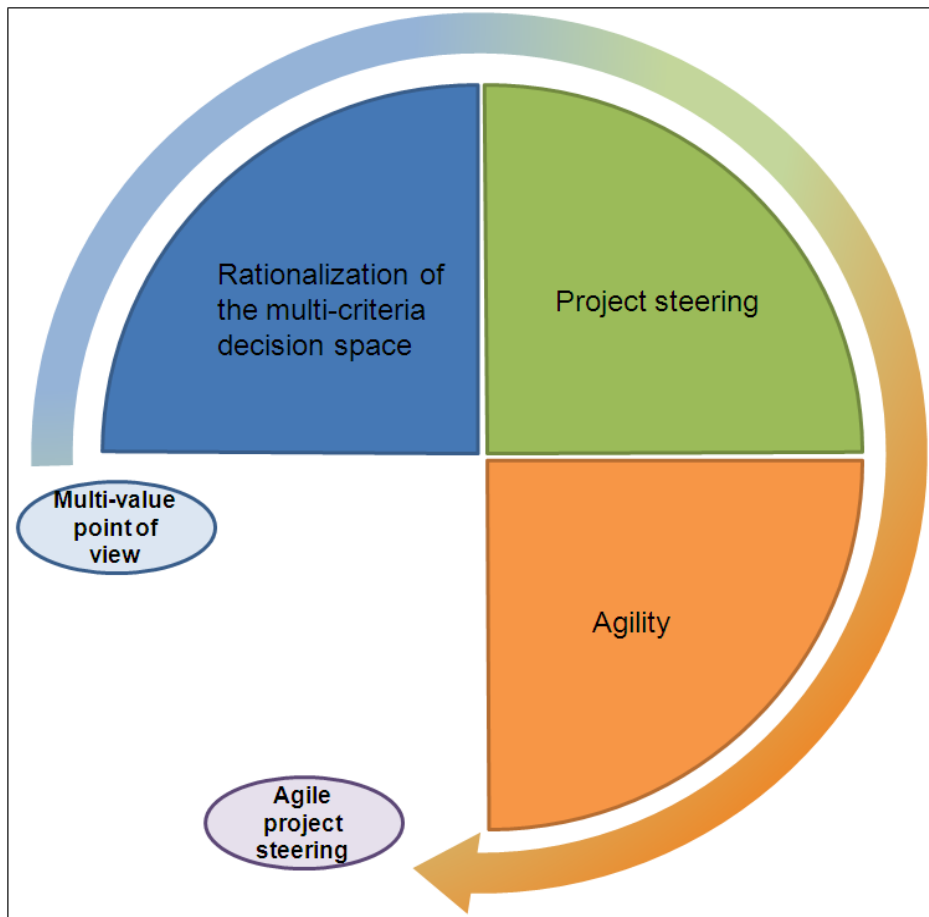 Rationalization of
the multi-criteria
decision space
Project steering
Multi-value
point of
view
Agility
Agile
project
steering